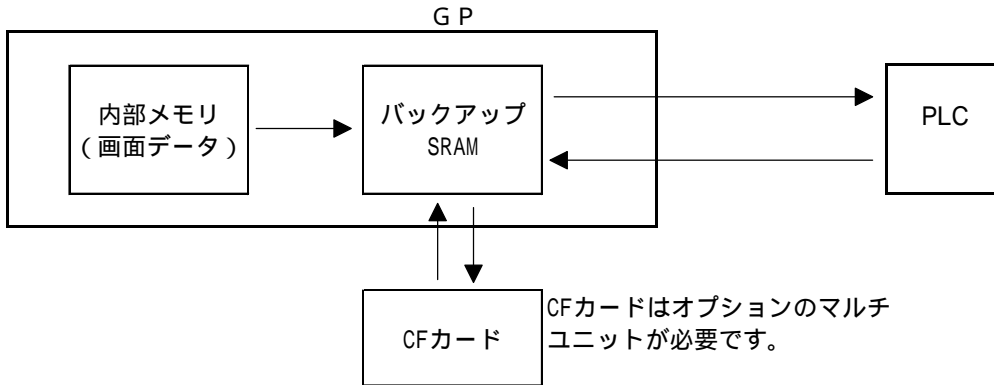 ＧＰ
内部メモリ
(画面データ)
バックアップ
SRAM
PLC
CFカード
CFカードはオプションのマルチ
ユニットが必要です。